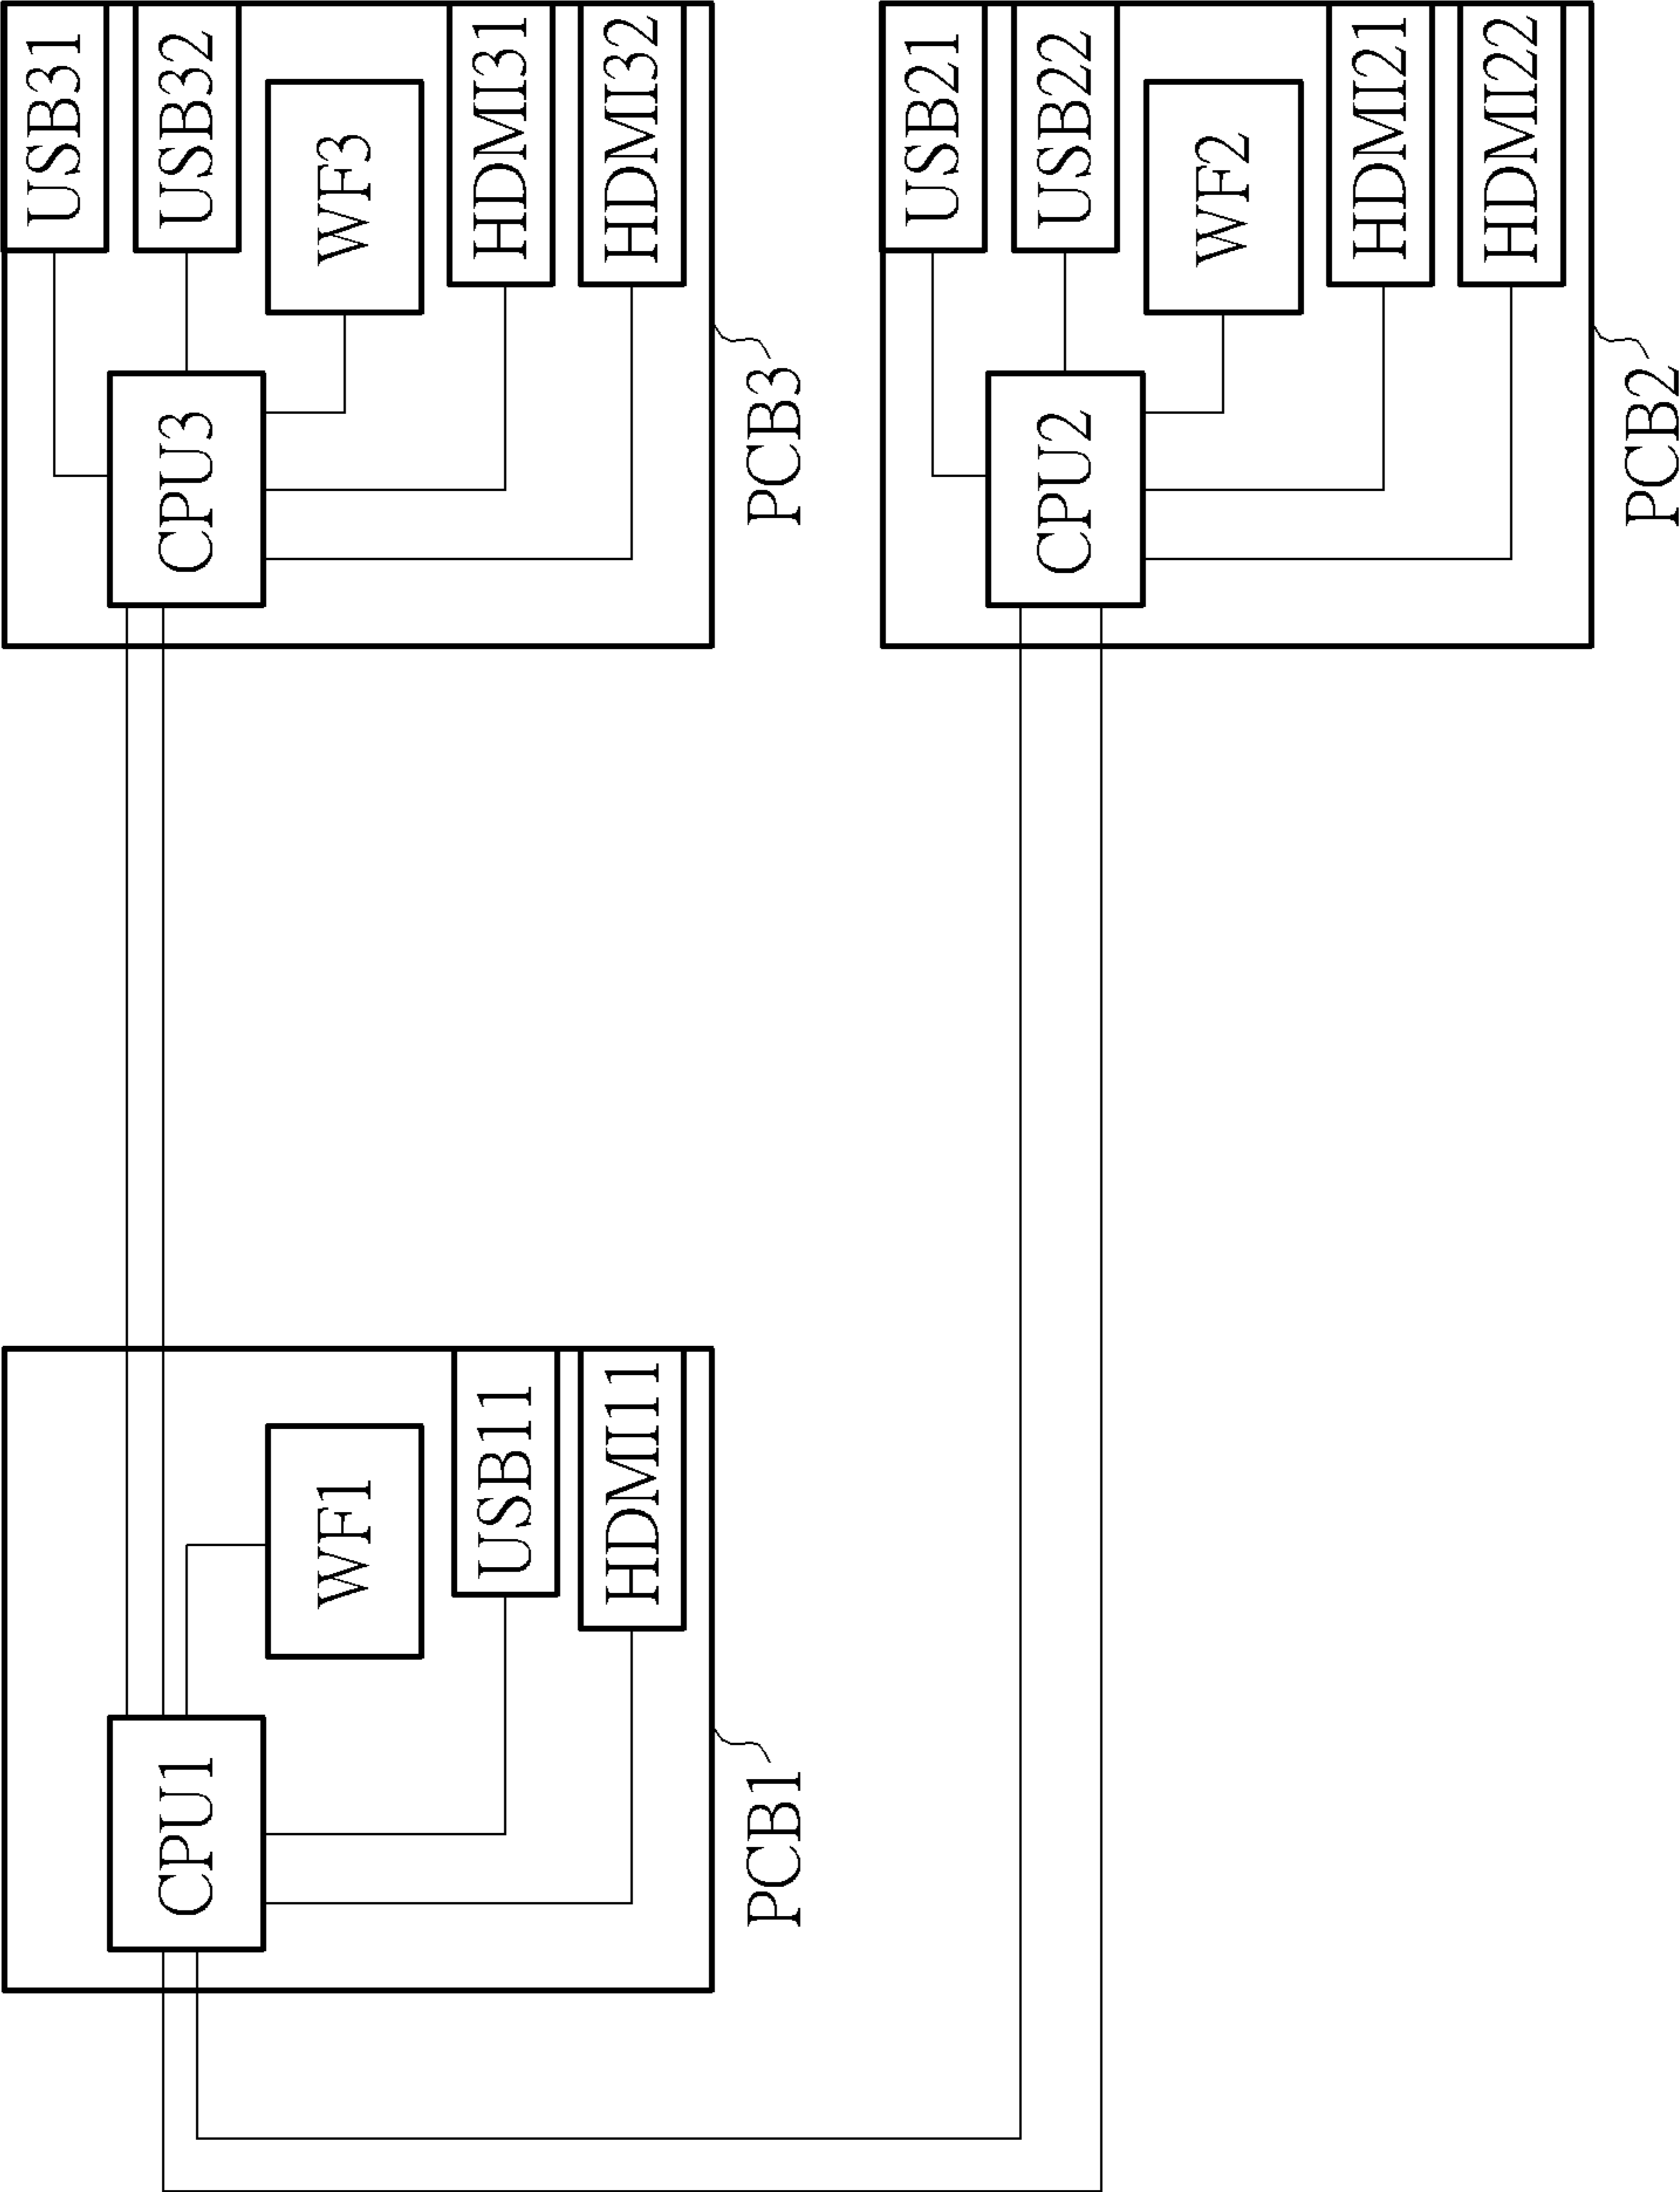 USB31
USB32
WF3
HDMI31
HDMI32
CPU3
PCB3
USB21
USB22
WF2
HDMI21
HDMI22
CPU2
PCB2
WF1
USB11
HDMI11
CPU1
PCB1